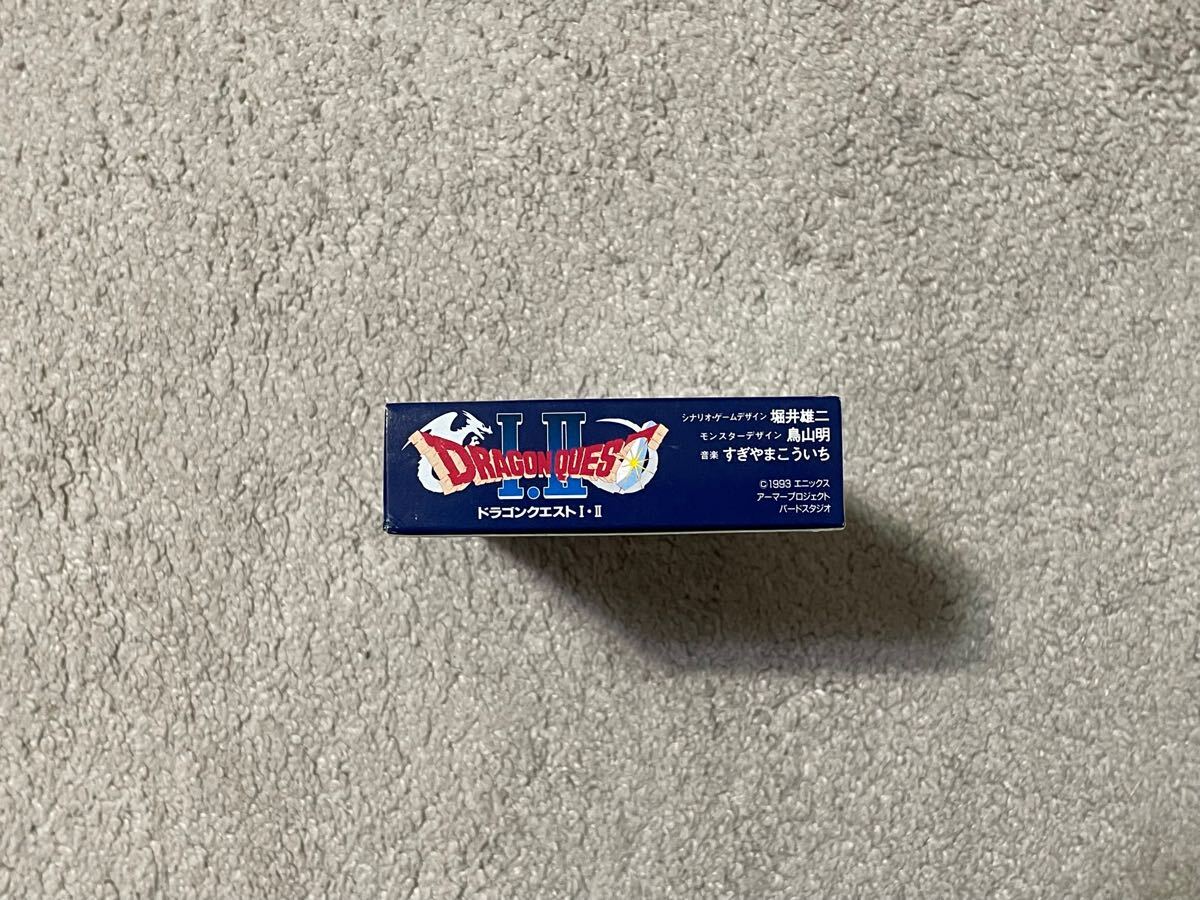 I.II
DRAGON QUEST
ドラゴンクエストI・II
シナリオ・ゲームデザイン 堀井雄二
モンスターデザイン 鳥山明
音楽 すぎやまこういち
©1993 エニックス
アーマープロジェクト
バードスタジオ